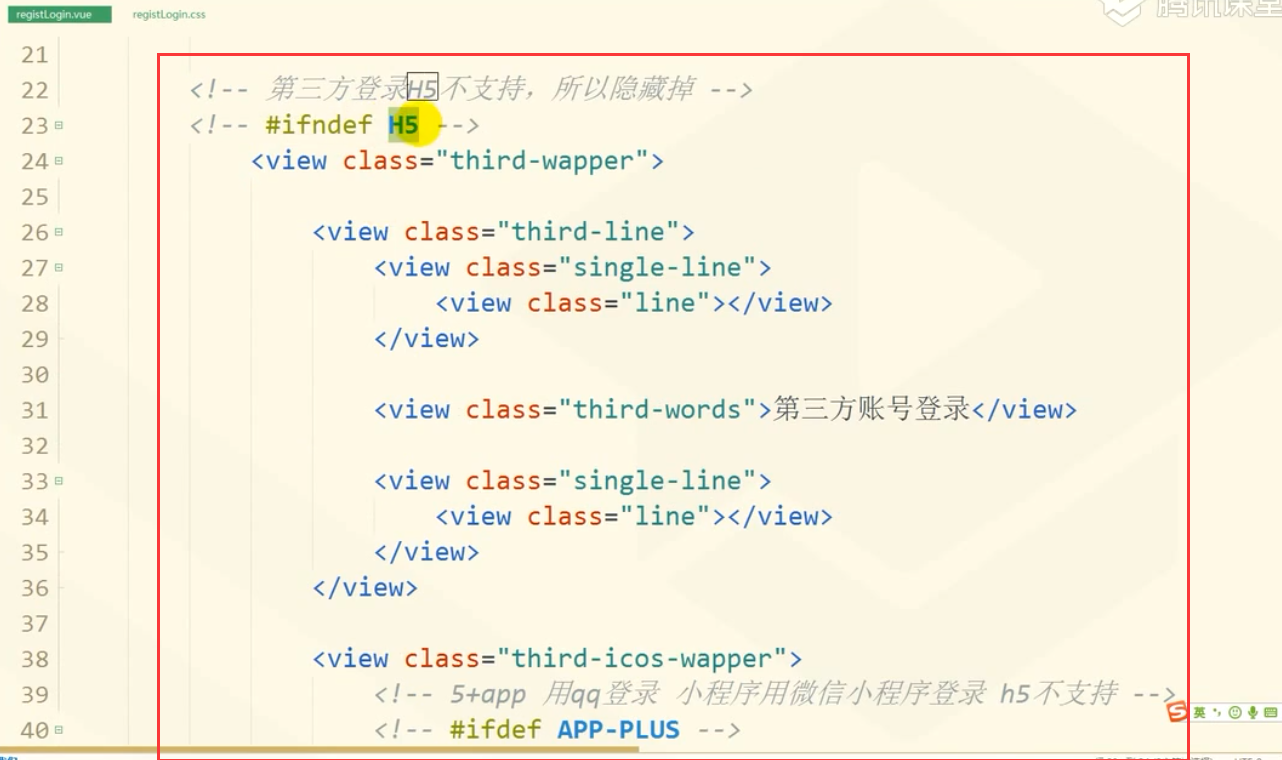 registLogin.vue registLogin.css
腾讯课堂
21
22 <!-- 第三方登录H5不支持，所以隐藏掉 -->
23 <!-- #ifndef H5 -->
24 <view class="third-wapper">
25
26 <view class="third-line">
27 <view class="single-line">
28 <view class="line"></view>
29 </view>
30
31 <view class="third-words">第三方账号登录</view>
32
33 <view class="single-line">
34 <view class="line"></view>
35 </view>
36 </view>
37
38 <view class="third-icos-wapper">
39 <!-- 5+app 用qq登录 小程序用微信小程序登录 h5不支持 -->
40 <!-- #ifdef APP-PLUS -->
S 英